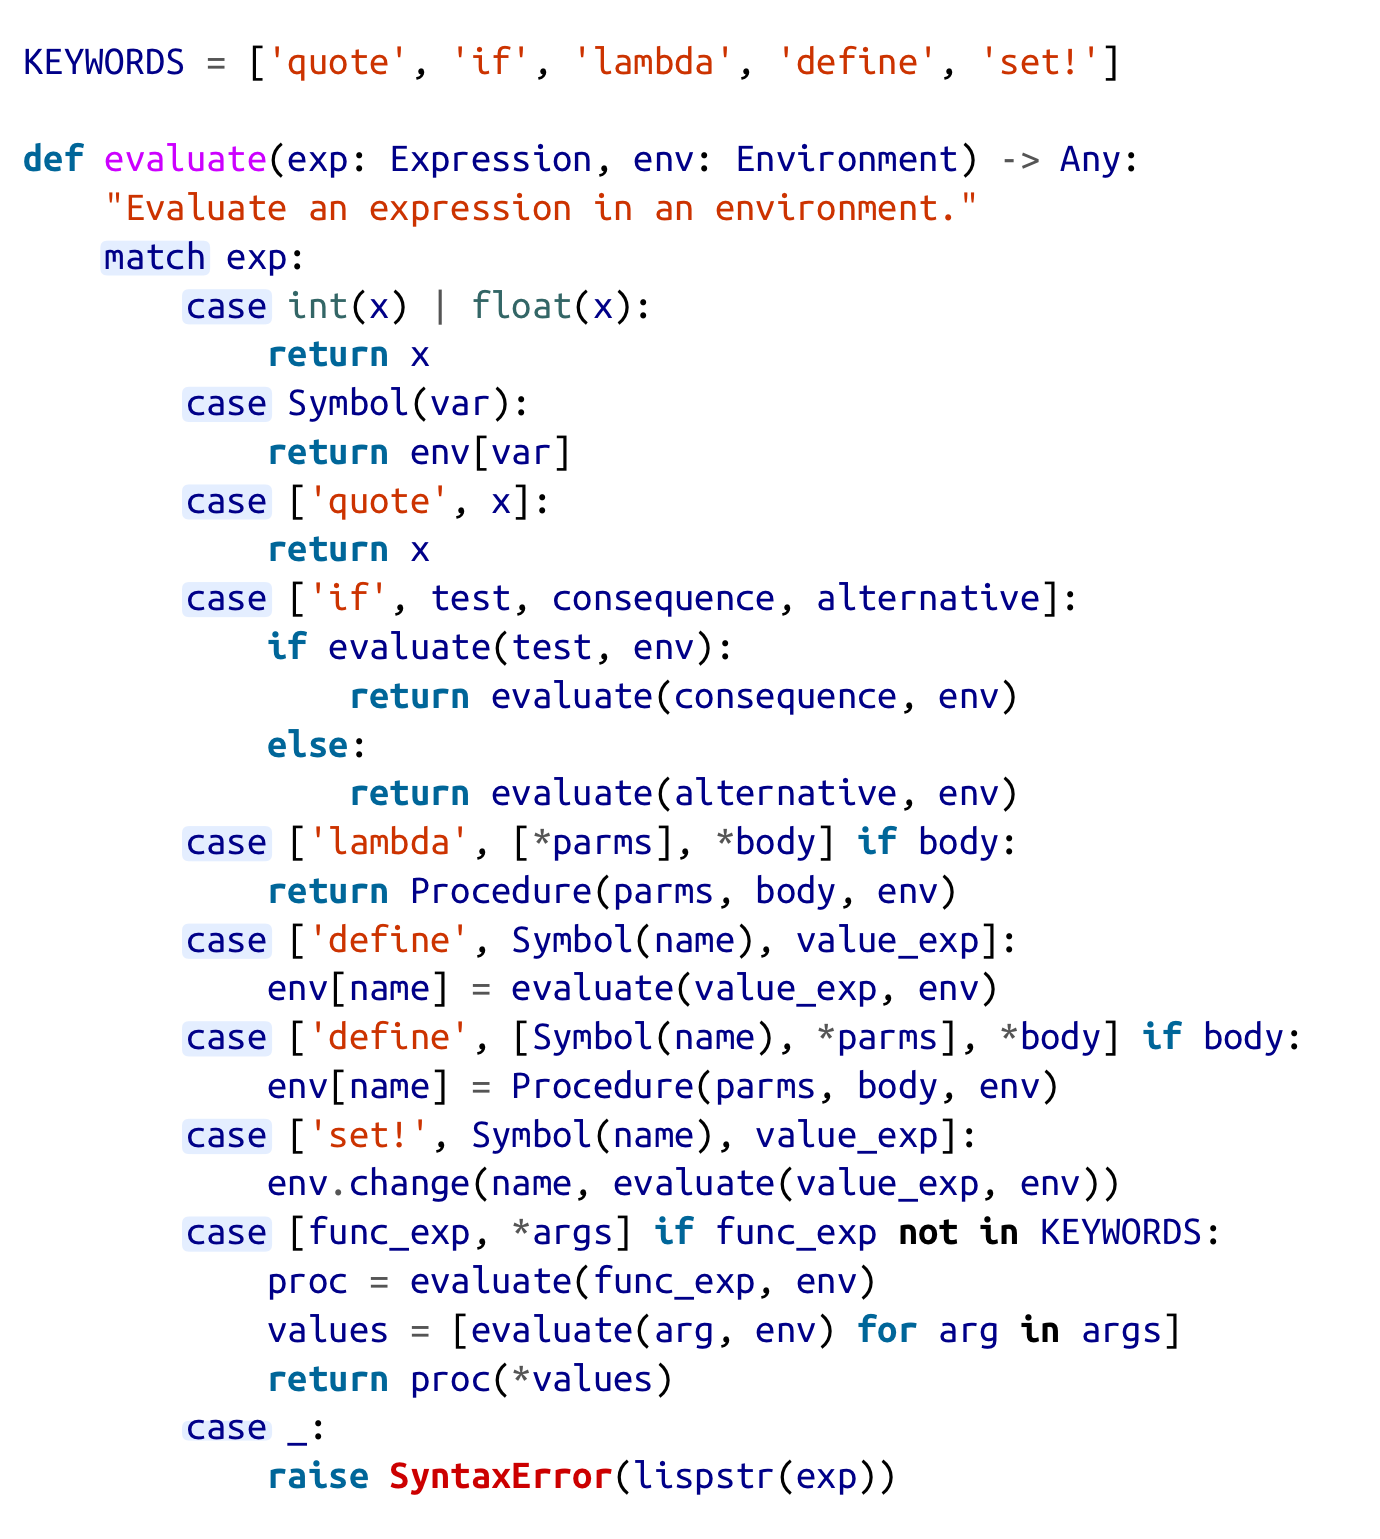 KEYWORDS = ['quote', 'if', 'lambda', 'define', 'set!']

def evaluate(exp: Expression, env: Environment) -> Any:
    "Evaluate an expression in an environment."
    match exp:
        case int(x) | float(x):
            return x
        case Symbol(var):
            return env[var]
        case ['quote', x]:
            return x
        case ['if', test, consequence, alternative]:
            if evaluate(test, env):
                return evaluate(consequence, env)
            else:
                return evaluate(alternative, env)
        case ['lambda', [*parms], *body] if body:
            return Procedure(parms, body, env)
        case ['define', Symbol(name), value_exp]:
            env[name] = evaluate(value_exp, env)
        case ['define', [Symbol(name), *parms], *body] if body:
            env[name] = Procedure(parms, body, env)
        case ['set!', Symbol(name), value_exp]:
            env.change(name, evaluate(value_exp, env))
        case [func_exp, *args] if func_exp not in KEYWORDS:
            proc = evaluate(func_exp, env)
            values = [evaluate(arg, env) for arg in args]
            return proc(*values)
        case _:
            raise SyntaxError(lispstr(exp))